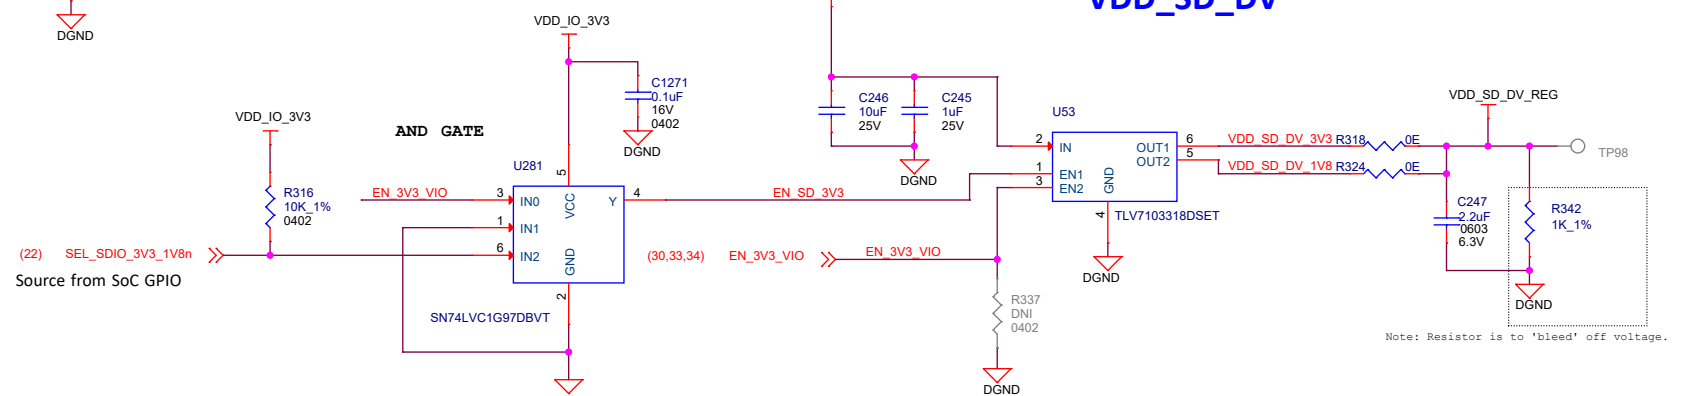 VDD_SD_DV
DGND
VDD_IO_3V3
C1271
0.1uF
16V
0402
DGND
VDD_IO_3V3
AND GATE
R316
10K_1%
0402
U281
EN_3V3_VIO
3
IN0
1
IN1
6
IN2
5
VCC
GND
2
Y
4
SN74LVC1G97DBVT
(22) SEL_SDIO_3V3_1V8n
Source from SoC GPIO
EN_SD_3V3
(30,33,34) EN_3V3_VIO
EN_3V3_VIO
R337
DNI
0402
DGND
C246
10uF
25V
C245
1uF
25V
DGND
U53
2
IN
1
EN1
3
EN2
GND
4
OUT1
6
OUT2
5
TLV7103318DSET
DGND
VDD_SD_DV_3V3
R318
0E
VDD_SD_DV_1V8
R324
0E
VDD_SD_DV_REG
TP98
C247
2.2uF
0603
6.3V
R342
1K_1%
DGND
Note: Resistor is to 'bleed' off voltage.